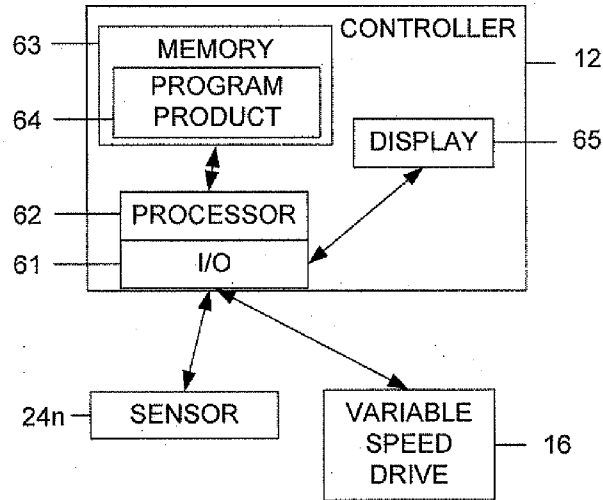 63
MEMORY
CONTROLLER
12
64
PROGRAM
PRODUCT
DISPLAY
65
62
PROCESSOR
61
I/O
24n
SENSOR
VARIABLE
SPEED
DRIVE
16